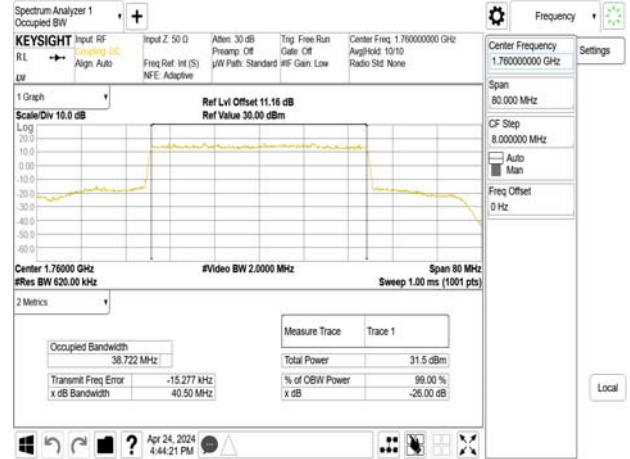 Spectrum Analyzer 1
Occupied BW
+
Frequency
KEYSIGHT
RL
LXI
Input: RF
Coupling: DC
Align: Auto
Input Z: 50 Ω
Freq Ref: Int (S)
NFE: Adaptive
Atten: 30 dB
Preamp: Off
µW Path: Standard
Trig: Free Run
Gate: Off
#IF Gain: Low
Center Freq: 1.760000000 GHz
Avg|Hold: 10/10
Radio Std: None
Center Frequency
1.760000000 GHz
Settings
Span
80.000 MHz
CF Step
8.000000 MHz
Auto
Man
Freq Offset
0 Hz
Local
1 Graph
Scale/Div 10.0 dB
Ref Lvl Offset 11.16 dB
Ref Value 30.00 dBm
Log
20.0
10.0
0.00
-10.0
-20.0
-30.0
-40.0
-50.0
-60.0
Center 1.76000 GHz
#Video BW 2.0000 MHz
Span 80 MHz
#Res BW 620.00 kHz
Sweep 1.00 ms (1001 pts)
2 Metrics
Measure Trace Trace 1
Occupied Bandwidth
38.722 MHz
Total Power 31.5 dBm
Transmit Freq Error -15.277 kHz
% of OBW Power 99.00 %
x dB Bandwidth 40.50 MHz
x dB -26.00 dB
?
Apr 24, 2024
4:44:21 PM